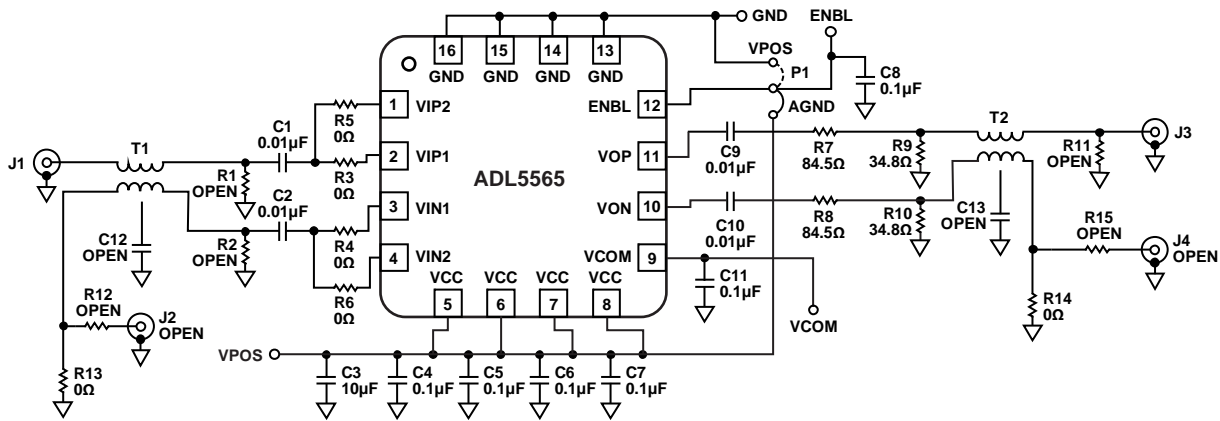 GND
ENBL
16
15
14
13
GND
GND
GND
GND
VPOS
P1
AGND
C8
0.1µF
1
VIP2
ENBL
12
R5
0Ω
C1
0.01µF
J1
T1
R1
OPEN
R3
0Ω
2
VIP1
ADL5565
VOP
11
C9
0.01µF
R7
84.5Ω
R9
34.8Ω
T2
R11
OPEN
J3
C2
0.01µF
3
VIN1
VON
10
C10
0.01µF
R8
84.5Ω
R10
34.8Ω
C13
OPEN
R15
OPEN
J4
OPEN
C12
OPEN
R2
OPEN
R4
0Ω
4
VIN2
VCOM
9
R6
0Ω
VCC
VCC
VCC
VCC
5
6
7
8
C11
0.1µF
VCOM
R14
0Ω
R12
OPEN
J2
OPEN
R13
0Ω
VPOS
C3
10µF
C4
0.1µF
C5
0.1µF
C6
0.1µF
C7
0.1µF